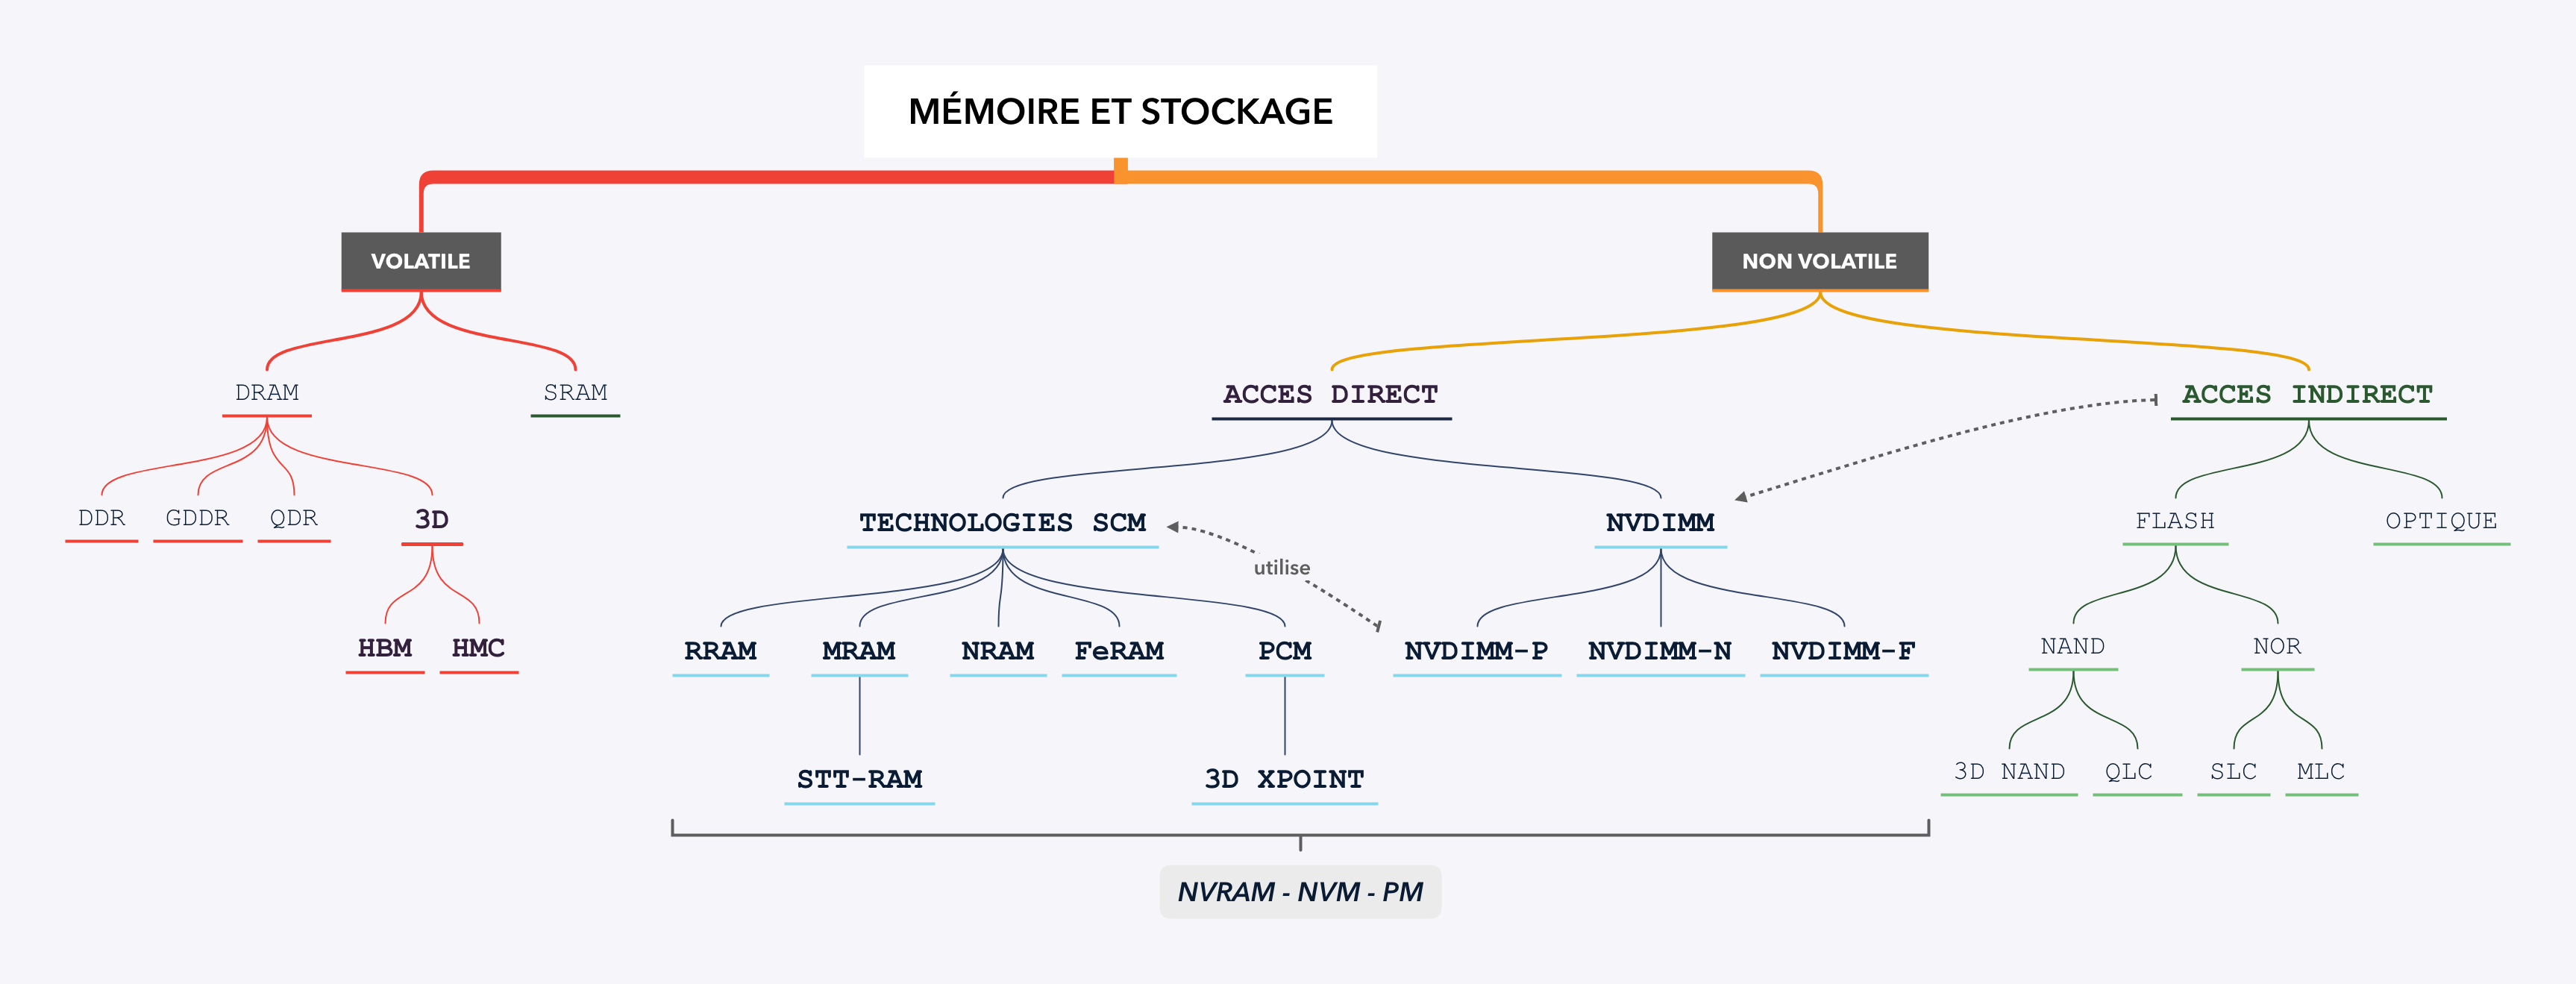 MÉMOIRE ET STOCKAGE
VOLATILE
NON VOLATILE
DRAM
SRAM
ACCES DIRECT
ACCES INDIRECT
DDR
GDDR
QDR
3D
TECHNOLOGIES SCM
NVDIMM
FLASH
OPTIQUE
utilise
HBM
HMC
RRAM
MRAM
NRAM
FeRAM
PCM
NVDIMM-P
NVDIMM-N
NVDIMM-F
NAND
NOR
STT-RAM
3D XPOINT
3D NAND
QLC
SLC
MLC
NVRAM - NVM - PM